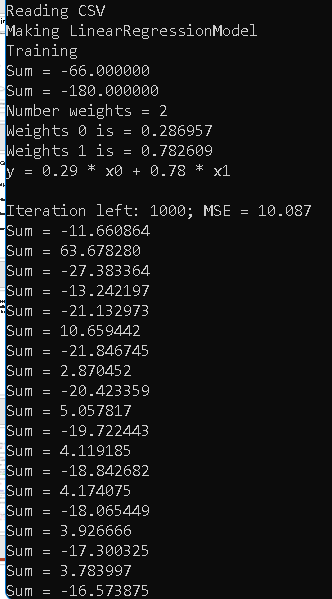 Reading CSV
Making LinearRegressionModel
Training
Sum = -66.000000
Sum = -180.000000
Number weights = 2
Weights 0 is = 0.286957
Weights 1 is = 0.782609
y = 0.29 * x0 + 0.78 * x1
Iteration left: 1000; MSE = 10.087
Sum = -11.660864
Sum = 63.678280
Sum = -27.383364
Sum = -13.242197
Sum = -21.132973
Sum = 10.659442
Sum = -21.846745
Sum = 2.870452
Sum = -20.423359
Sum = 5.057817
Sum = -19.722443
Sum = 4.119185
Sum = -18.842682
Sum = 4.174075
Sum = -18.065449
Sum = 3.926666
Sum = -17.300325
Sum = 3.783997
Sum = -16.573875